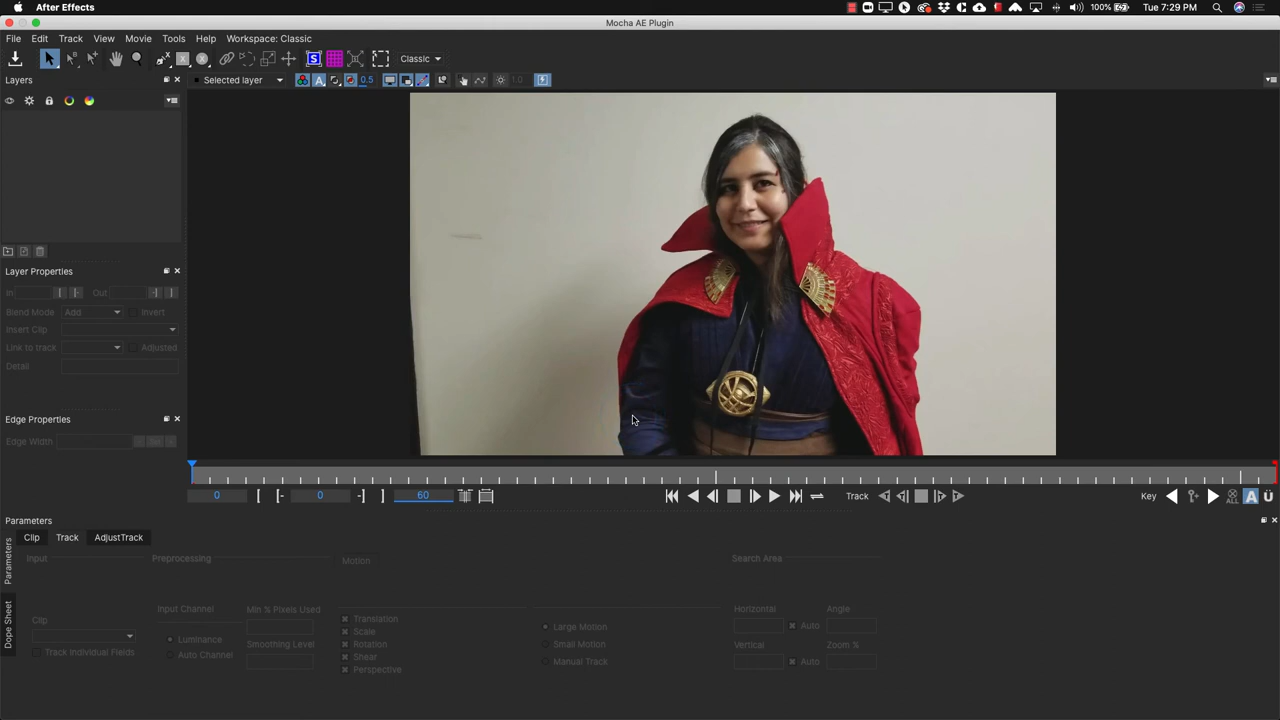 After Effects
100%
Tue 7:29 PM
Mocha AE Plugin
File Edit Track View Movie Tools Help Workspace: Classic
Classic
Layers
Selected layer
0.5
1.0
Layer Properties
In
Out
Blend Mode
Add
Invert
Insert Clip
Link to track
Adjusted
Detail
Edge Properties
Edge Width
Set
0
0
60
Track
Key
ALL
A
Parameters
Clip
Track
AdjustTrack
Parameters
Dope Sheet
Input
Preprocessing
Motion
Search Area
Input Channel
Min % Pixels Used
Horizontal
Angle
Clip
Translation
Large Motion
Auto
Scale
Luminance
Smoothing Level
Rotation
Small Motion
Vertical
Zoom %
Track Individual Fields
Auto Channel
Shear
Manual Track
Auto
Perspective